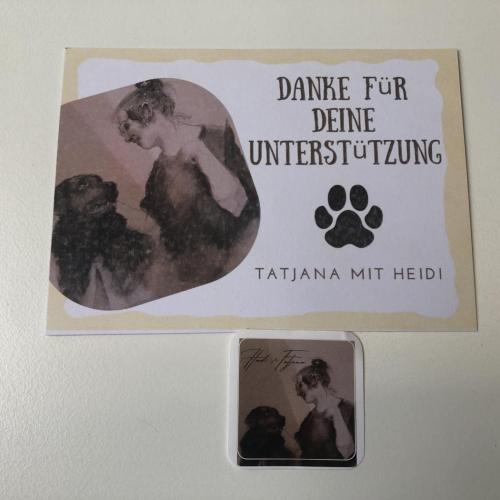 DANKE FüR
DEINE
UNTERSTüTZUNG
TATJANA MIT HEIDI